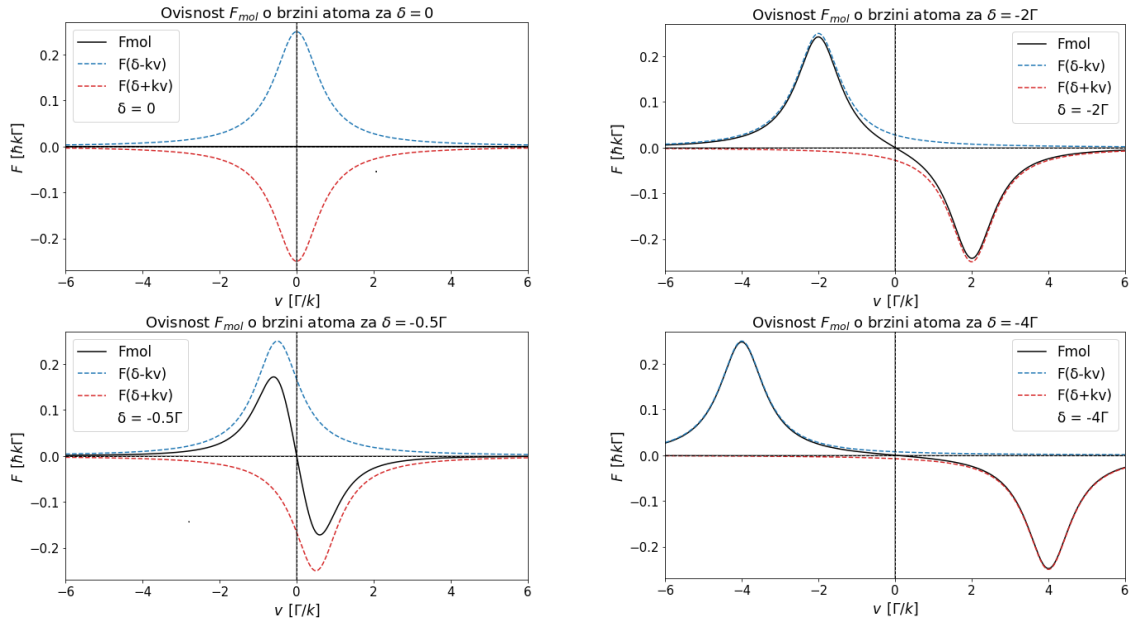 Ovisnost F_mol o brzini atoma za δ = 0
0.2
0.1
0.0
−0.1
−0.2
F [ħkΓ]
Fmol
F(δ-kv)
F(δ+kv)
δ = 0
−6 −4 −2 0 2 4 6
v [Γ/k]
Ovisnost F_mol o brzini atoma za δ = -2Γ
0.2
0.1
0.0
−0.1
−0.2
F [ħkΓ]
Fmol
F(δ-kv)
F(δ+kv)
δ = -2Γ
−6 −4 −2 0 2 4 6
v [Γ/k]
Ovisnost F_mol o brzini atoma za δ = -0.5Γ
0.2
0.1
0.0
−0.1
−0.2
F [ħkΓ]
Fmol
F(δ-kv)
F(δ+kv)
δ = -0.5Γ
−6 −4 −2 0 2 4 6
v [Γ/k]
Ovisnost F_mol o brzini atoma za δ = -4Γ
0.2
0.1
0.0
−0.1
−0.2
F [ħkΓ]
Fmol
F(δ-kv)
F(δ+kv)
δ = -4Γ
−6 −4 −2 0 2 4 6
v [Γ/k]